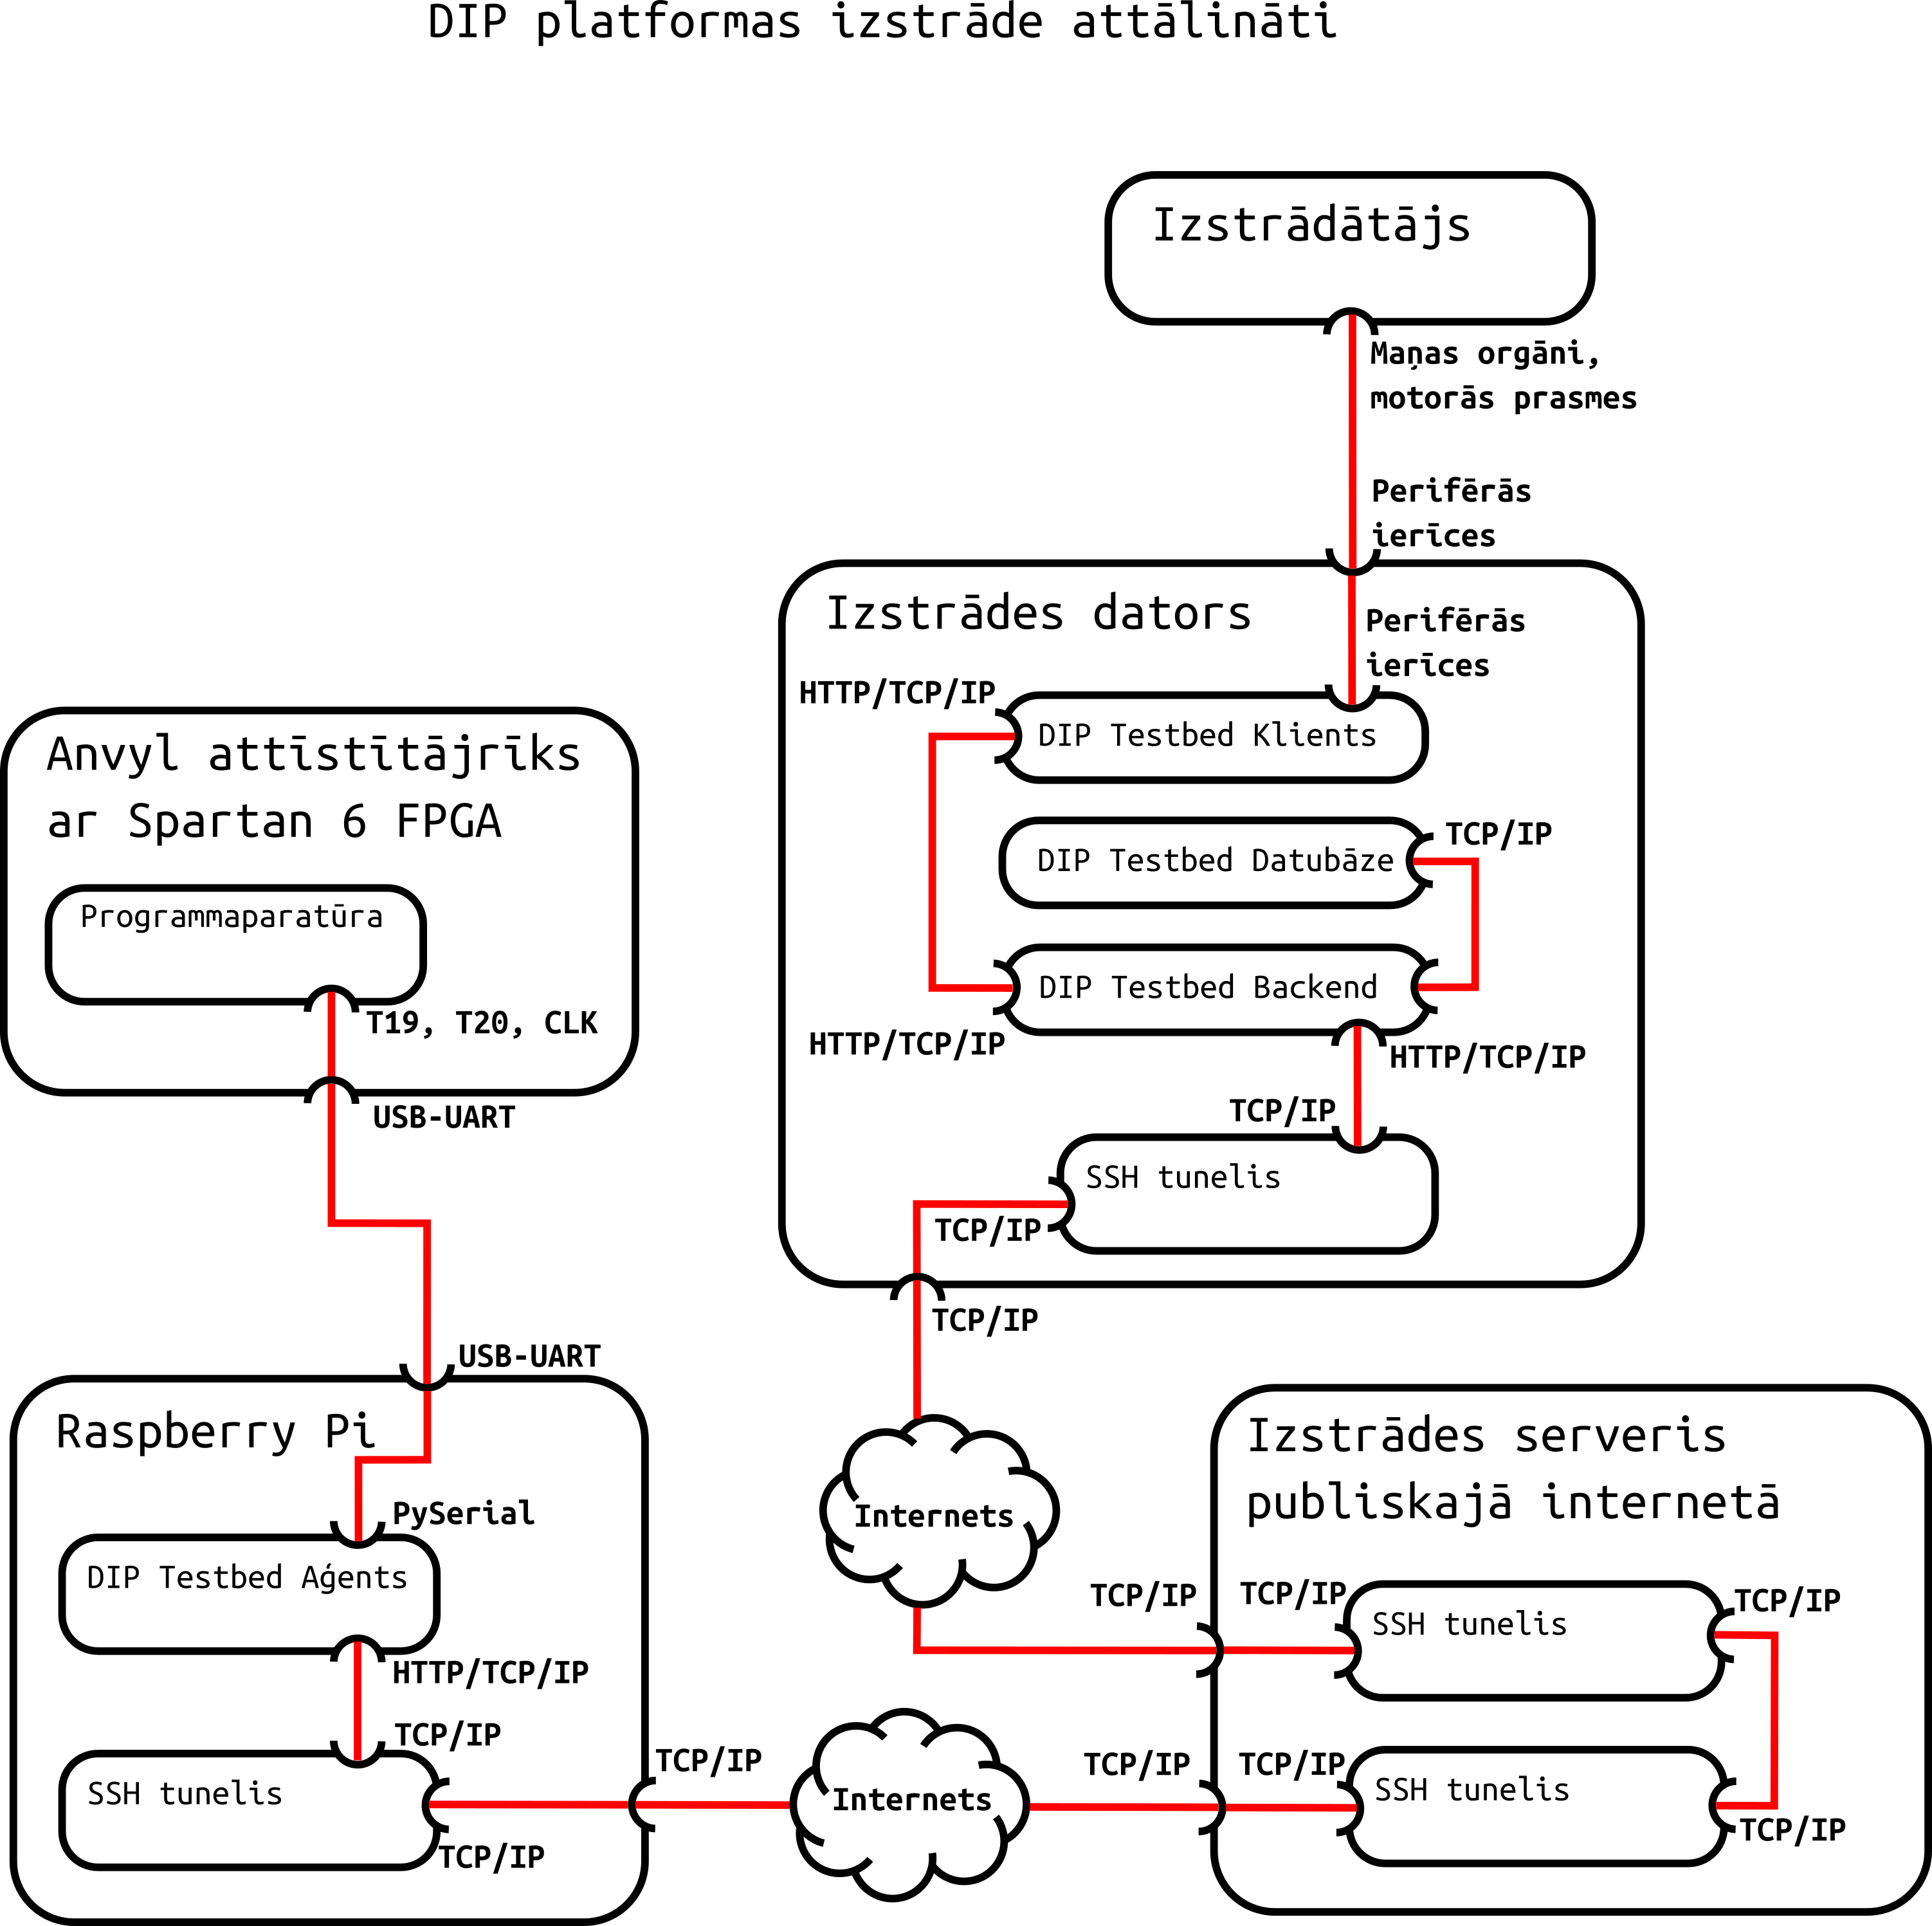 DIP platformas izstrāde attālināti
Izstrādātājs
Maņas orgāni,
motorās prasmes
Perifērās
ierīces
Izstrādes dators
Perifērās
ierīces
HTTP/TCP/IP
DIP Testbed Klients
TCP/IP
DIP Testbed Datubāze
DIP Testbed Backend
HTTP/TCP/IP
HTTP/TCP/IP
TCP/IP
SSH tunelis
TCP/IP
TCP/IP
Anvyl attīstītājrīks
ar Spartan 6 FPGA
Programmaparatūra
T19, T20, CLK
USB-UART
USB-UART
Raspberry Pi
PySerial
DIP Testbed Aģents
HTTP/TCP/IP
TCP/IP
SSH tunelis
TCP/IP
TCP/IP
Internets
Internets
Izstrādes serveris
publiskajā internetā
TCP/IP
TCP/IP
SSH tunelis
TCP/IP
TCP/IP
TCP/IP
SSH tunelis
TCP/IP